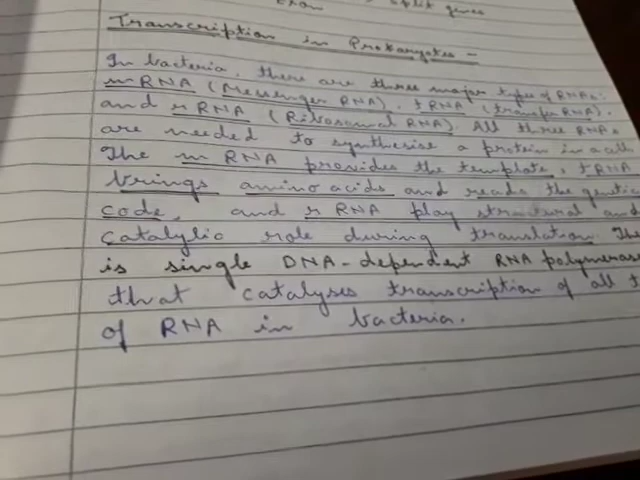 split genes
Transcription in Prokaryotes -
In bacteria, there are three major types of RNAs:
mRNA (Messenger RNA), tRNA (transfer RNA),
and rRNA (Ribosomal RNA). All three RNAs
are needed to synthesise a protein in a cell
The mRNA provides the template, tRNA
brings amino acids and reads the genetic
code, and rRNA play structural and
catalytic role during translation. The
is single DNA-dependent RNA polymerase
that catalyses transcription of all t
of RNA in bacteria.